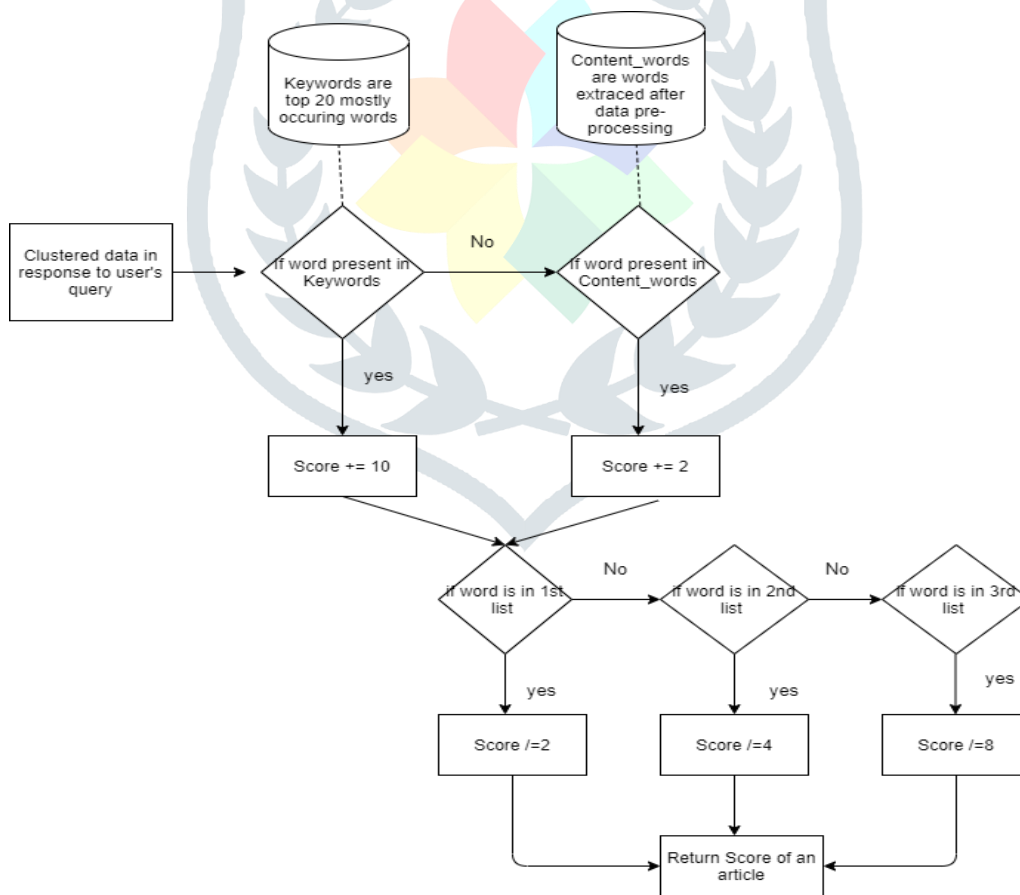 Keywords are
top 20 mostly
occuring words
Content_words
are words
extraced after
data pre-
processing
Clustered data in
response to user's
query
If word present in
Keywords
No
If word present in
Content_words
yes
yes
Score += 10
Score += 2
if word is in 1st
list
No
if word is in 2nd
list
No
if word is in 3rd
list
yes
yes
yes
Score /=2
Score /=4
Score /=8
Return Score of an
article